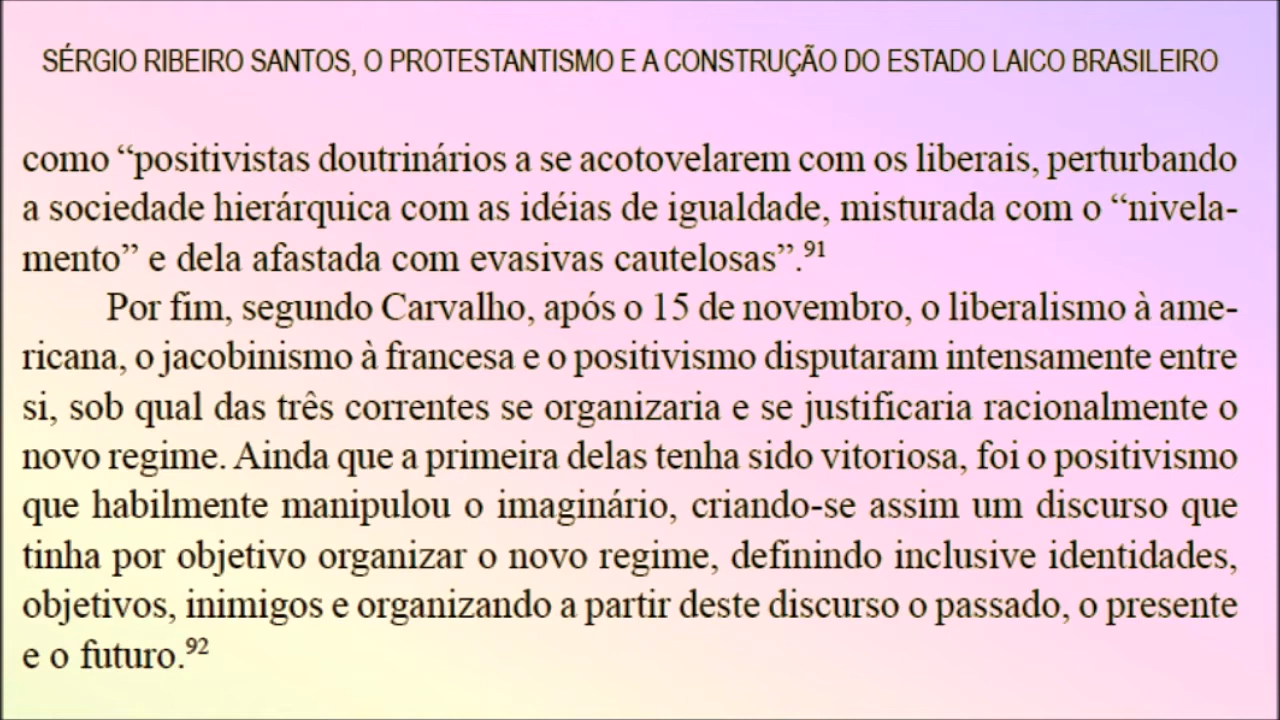 SÉRGIO RIBEIRO SANTOS, O PROTESTANTISMO E A CONSTRUÇÃO DO ESTADO LAICO BRASILEIRO
como “positivistas doutrinários a se acotovelarem com os liberais, perturbando
a sociedade hierárquica com as idéias de igualdade, misturada com o “nivela-
mento” e dela afastada com evasivas cautelosas”.⁹¹
Por fim, segundo Carvalho, após o 15 de novembro, o liberalismo à ame-
ricana, o jacobinismo à francesa e o positivismo disputaram intensamente entre
si, sob qual das três correntes se organizaria e se justificaria racionalmente o
novo regime. Ainda que a primeira delas tenha sido vitoriosa, foi o positivismo
que habilmente manipulou o imaginário, criando-se assim um discurso que
tinha por objetivo organizar o novo regime, definindo inclusive identidades,
objetivos, inimigos e organizando a partir deste discurso o passado, o presente
e o futuro.⁹²